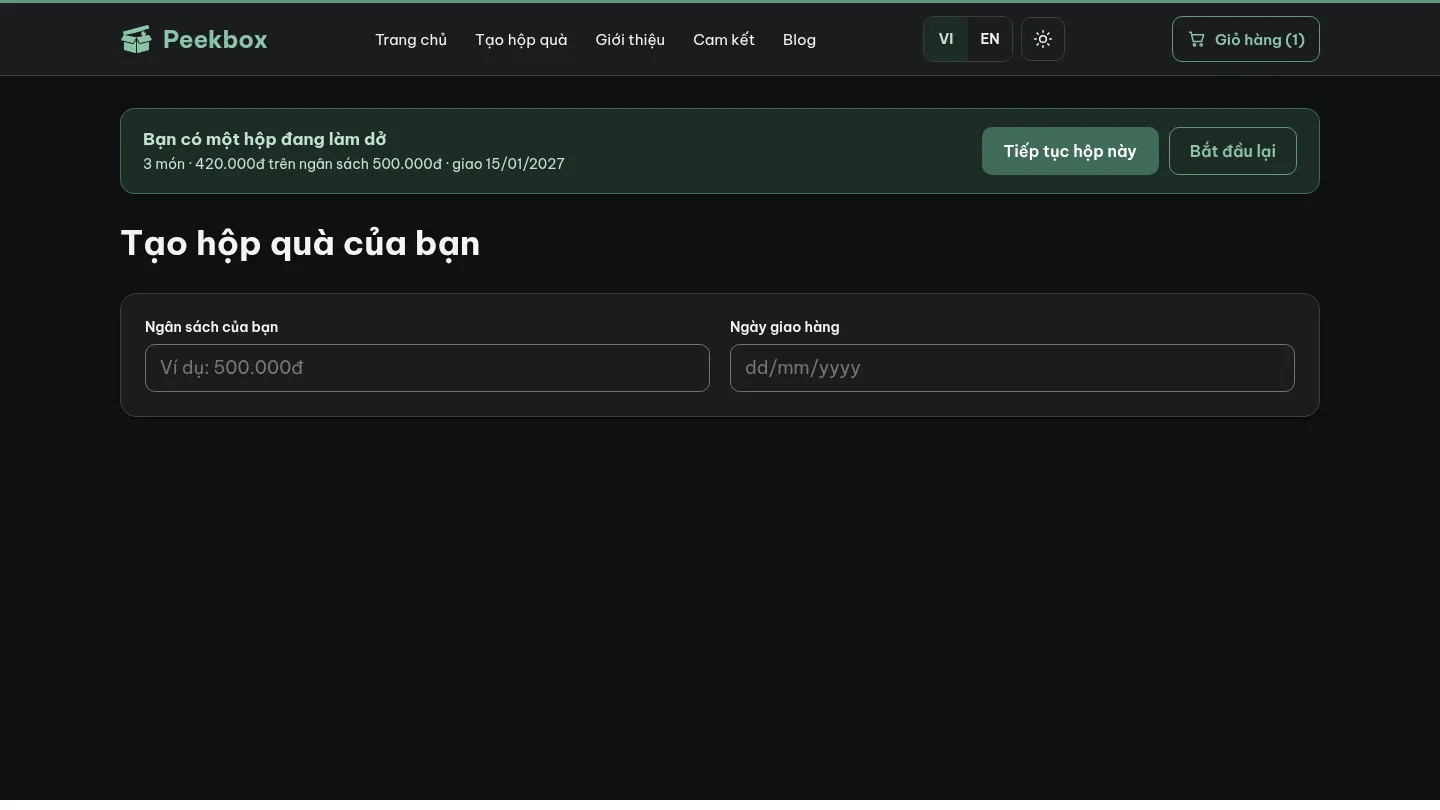 Peekbox
Trang chủ
Tạo hộp quà
Giới thiệu
Cam kết
Blog
VI
EN
Giỏ hàng (1)
Bạn có một hộp đang làm dở
3 món · 420.000đ trên ngân sách 500.000đ · giao 15/01/2027
Tiếp tục hộp này
Bắt đầu lại
Tạo hộp quà của bạn
Ngân sách của bạn
Ví dụ: 500.000đ
Ngày giao hàng
dd/mm/yyyy